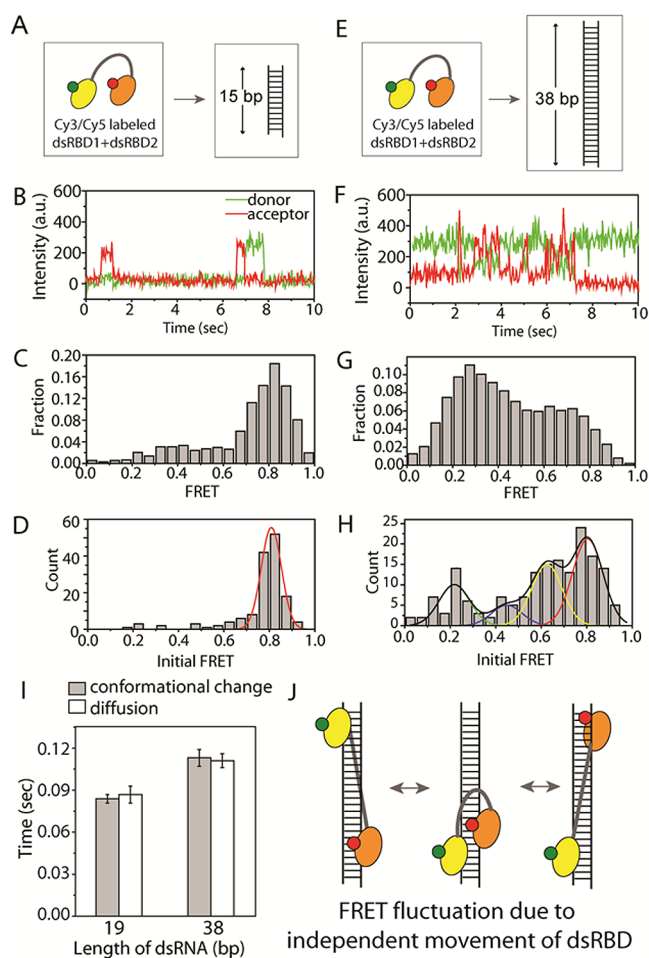 A
Cy3/Cy5 labeled
dsRBD1+dsRBD2
15 bp
E
Cy3/Cy5 labeled
dsRBD1+dsRBD2
38 bp
B
Intensity (a.u.)
600
400
200
0
donor
acceptor
0 2 4 6 8 10
Time (sec)
F
Intensity (a.u.)
600
400
200
0
0 2 4 6 8 10
Time (sec)
C
Fraction
0.20
0.16
0.12
0.08
0.04
0.00
0.0 0.2 0.4 0.6 0.8 1.0
FRET
G
Fraction
0.10
0.08
0.06
0.04
0.02
0.00
0.0 0.2 0.4 0.6 0.8 1.0
FRET
D
Count
60
40
20
0
0.0 0.2 0.4 0.6 0.8 1.0
Initial FRET
H
Count
25
20
15
10
5
0
0.0 0.2 0.4 0.6 0.8 1.0
Initial FRET
I
conformational change
diffusion
Time (sec)
0.12
0.09
0.06
0.03
0.00
19 38
Length of dsRNA (bp)
J
FRET fluctuation due to
independent movement of dsRBD